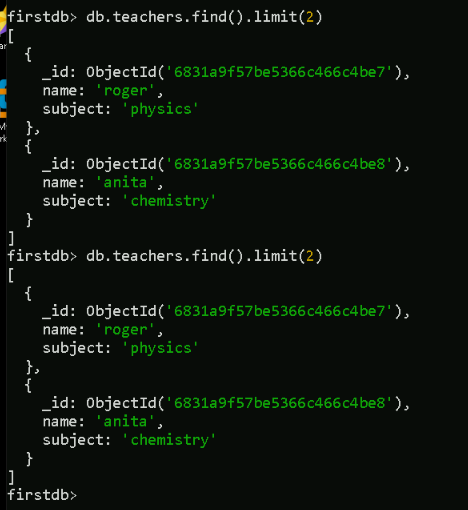 firstdb> db.teachers.find().limit(2)
[
  {
    _id: ObjectId('6831a9f57be5366c466c4be7'),
    name: 'roger',
    subject: 'physics'
  },
  {
    _id: ObjectId('6831a9f57be5366c466c4be8'),
    name: 'anita',
    subject: 'chemistry'
  }
]
firstdb> db.teachers.find().limit(2)
[
  {
    _id: ObjectId('6831a9f57be5366c466c4be7'),
    name: 'roger',
    subject: 'physics'
  },
  {
    _id: ObjectId('6831a9f57be5366c466c4be8'),
    name: 'anita',
    subject: 'chemistry'
  }
]
firstdb>